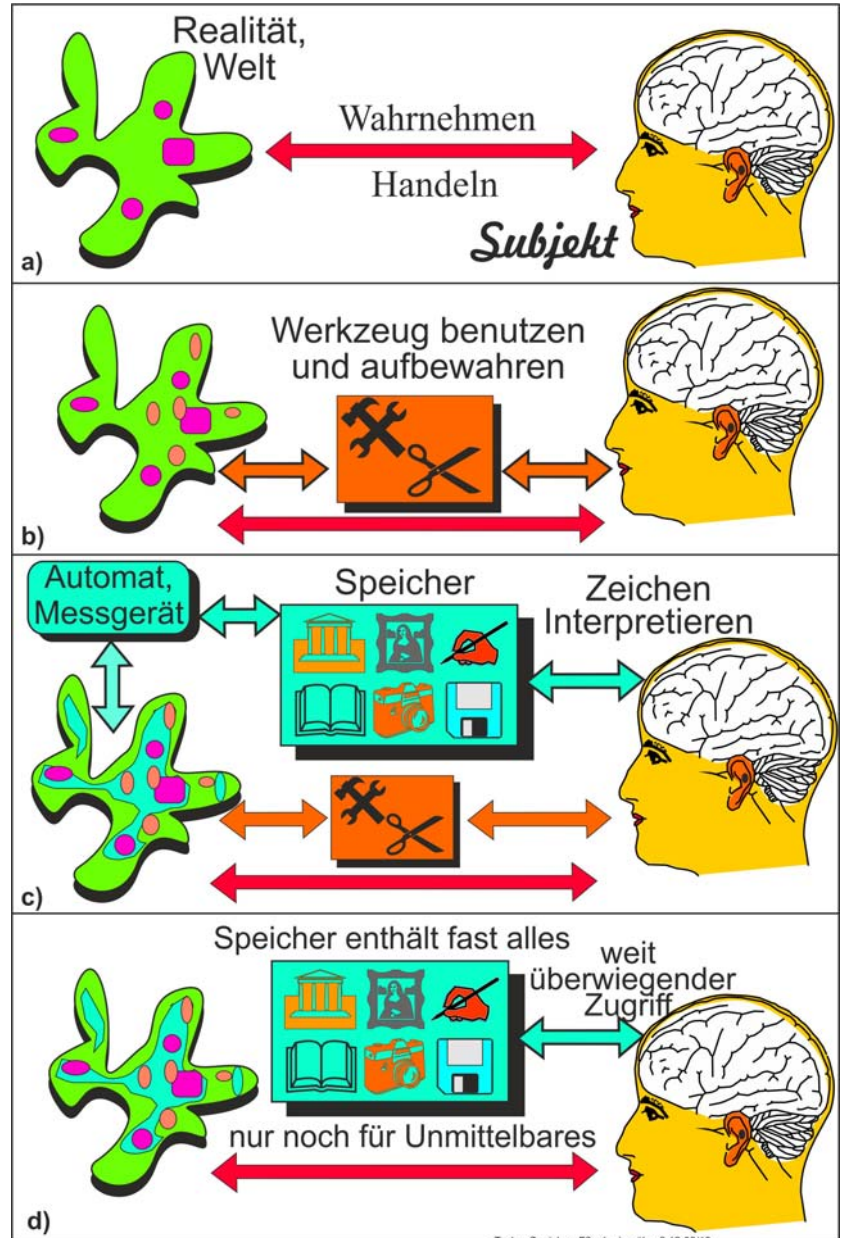 Realität,
Welt
Wahrnehmen
Handeln
Subjekt
a)
Werkzeug benutzen
und aufbewahren
b)
Automat,
Messgerät
Speicher
Zeichen
Interpretieren
c)
Speicher enthält fast alles
weit
überwiegender
Zugriff
nur noch für Unmittelbares
d)